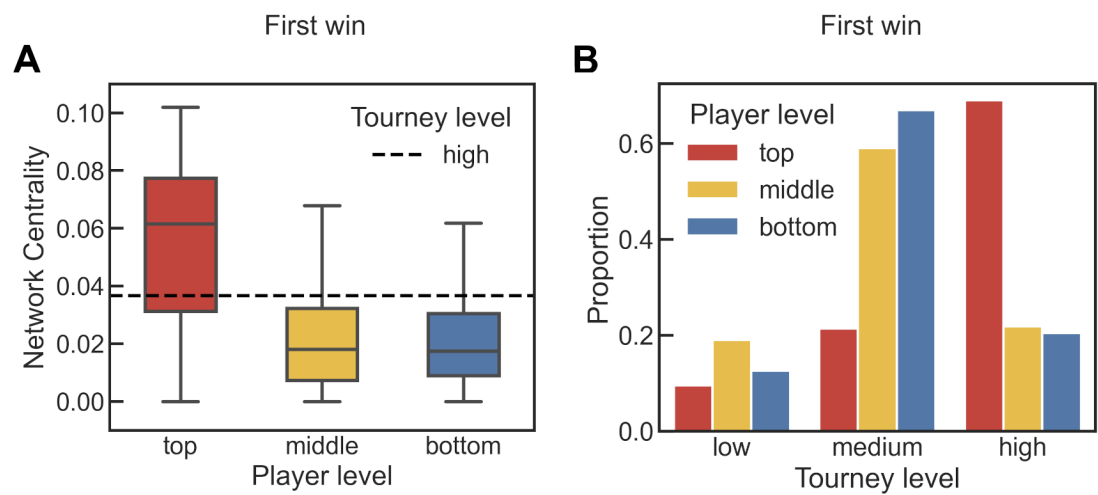 First win
A
Network Centrality
0.10
0.08
0.06
0.04
0.02
0.00
Tourney level
high
top
middle
bottom
Player level
First win
B
Proportion
0.6
0.4
0.2
0.0
Player level
top
middle
bottom
low
medium
high
Tourney level